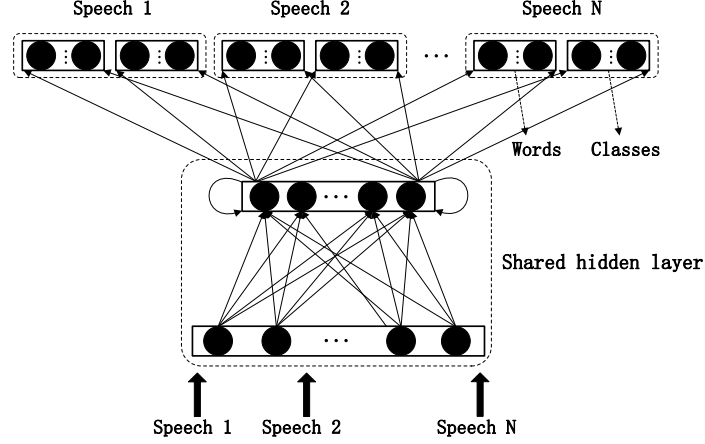 Speech 1
Speech 2
Speech N
Words
Classes
Shared hidden layer
Speech 1
Speech 2
Speech N